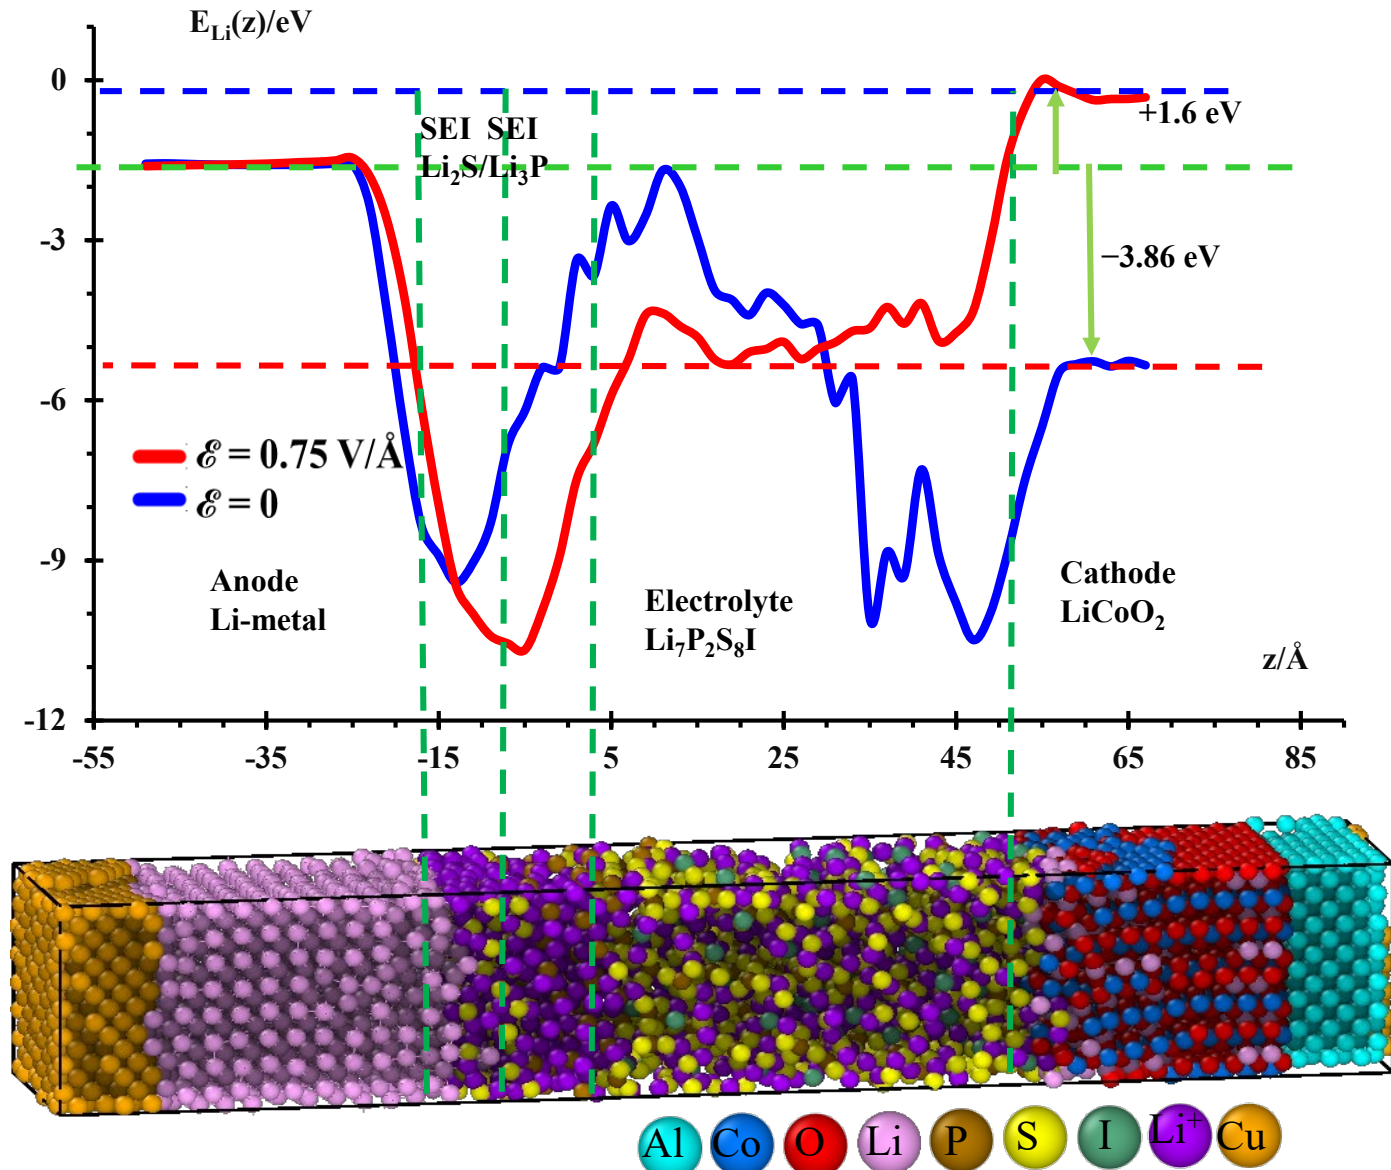 E_Li(z)/eV
0
-3
-6
-9
-12
SEI SEI
Li₂S/Li₃P
+1.6 eV
−3.86 eV
ℰ = 0.75 V/Å
ℰ = 0
Anode
Li-metal
Electrolyte
Li₇P₂S₈I
Cathode
LiCoO₂
z/Å
-55 -35 -15 5 25 45 65 85
Al Co O Li P S I Li⁺ Cu